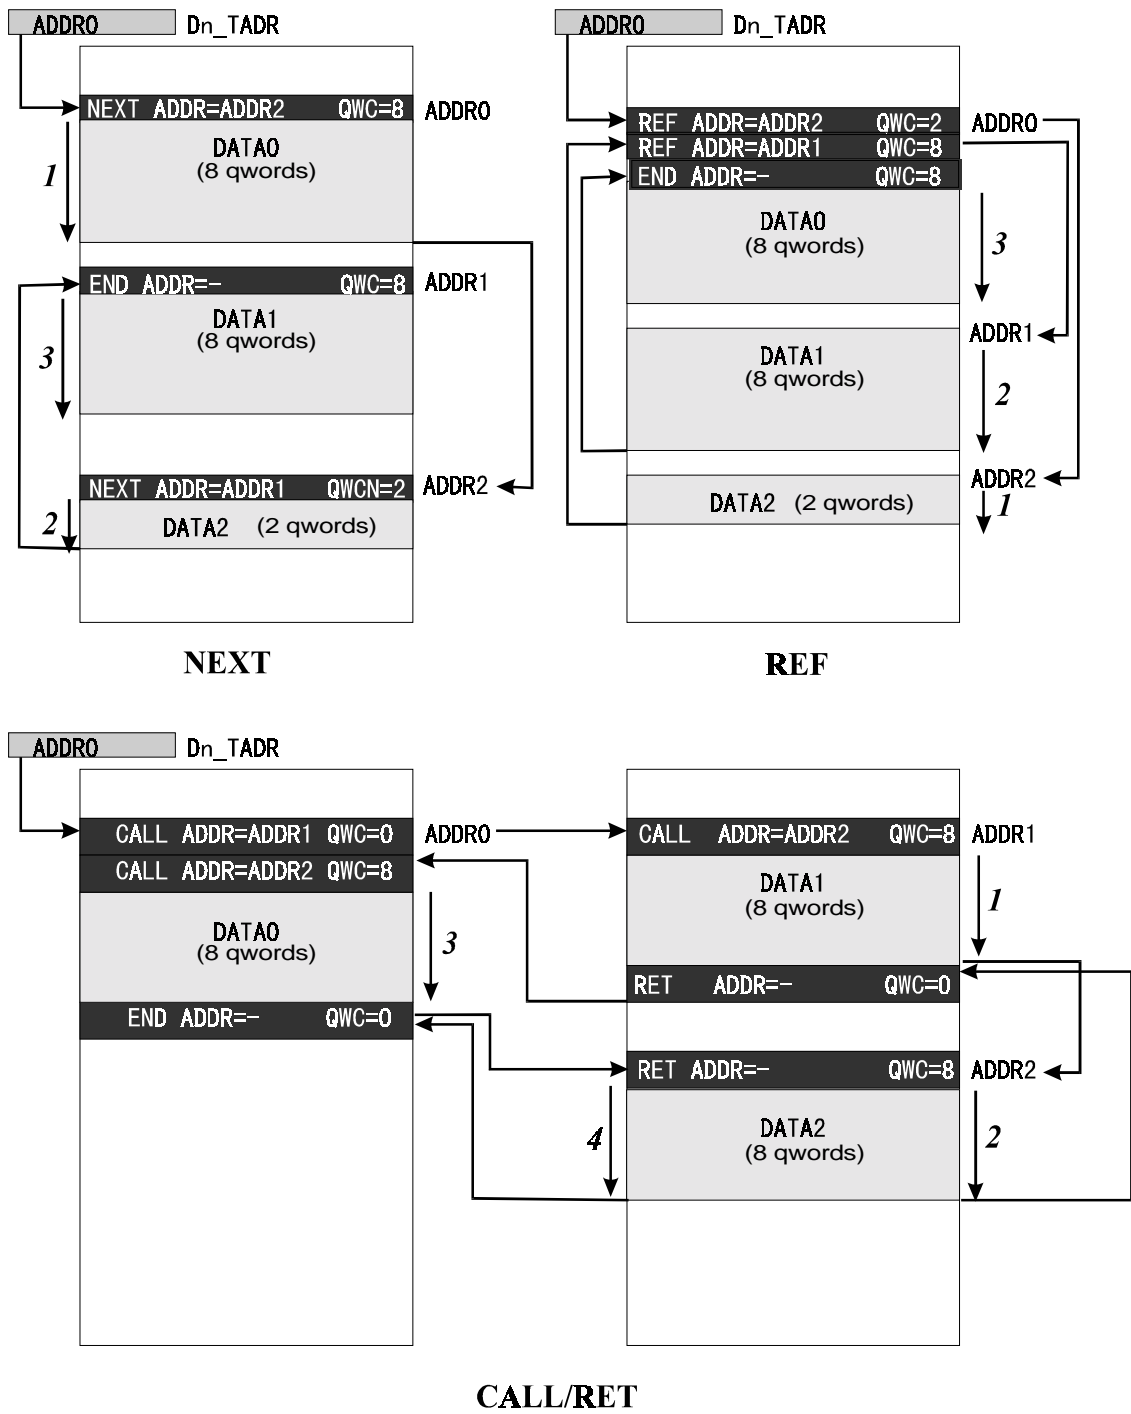 ADDR0 Dn_TADR
NEXT ADDR=ADDR2 QWC=8 ADDR0
DATA0
(8 qwords)
1
END ADDR=- QWC=8 ADDR1
DATA1
(8 qwords)
3
NEXT ADDR=ADDR1 QWCN=2 ADDR2
2 DATA2 (2 qwords)
NEXT
ADDR0 Dn_TADR
REF ADDR=ADDR2 QWC=2 ADDR0
REF ADDR=ADDR1 QWC=8
END ADDR=- QWC=8
DATA0
(8 qwords)
3
ADDR1
DATA1
(8 qwords)
2
ADDR2
DATA2 (2 qwords) 1
REF
ADDR0 Dn_TADR
CALL ADDR=ADDR1 QWC=0 ADDR0
CALL ADDR=ADDR2 QWC=8
DATA0
(8 qwords)
3
END ADDR=- QWC=0
CALL ADDR=ADDR2 QWC=8 ADDR1
DATA1
(8 qwords)
1
RET ADDR=- QWC=0
RET ADDR=- QWC=8 ADDR2
4
DATA2
(8 qwords)
2
CALL/RET